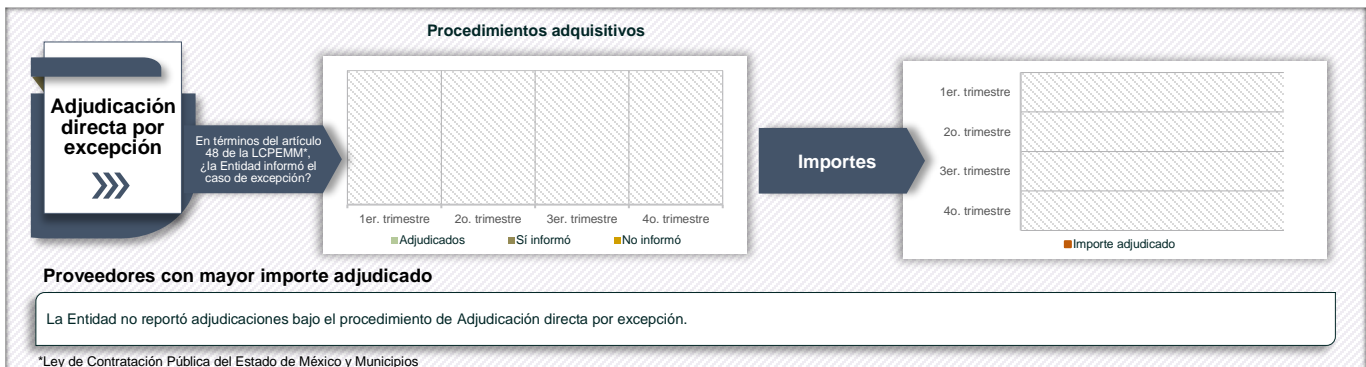 Procedimientos adquisitivos
Adjudicación
directa por
excepción
En términos del artículo
48 de la LCPEMM*,
¿la Entidad informó el
caso de excepción?
1er. trimestre 2o. trimestre 3er. trimestre 4o. trimestre
Adjudicados Sí informó No informó
Importes
1er. trimestre
2o. trimestre
3er. trimestre
4o. trimestre
Importe adjudicado
Proveedores con mayor importe adjudicado
La Entidad no reportó adjudicaciones bajo el procedimiento de Adjudicación directa por excepción.
*Ley de Contratación Pública del Estado de México y Municipios